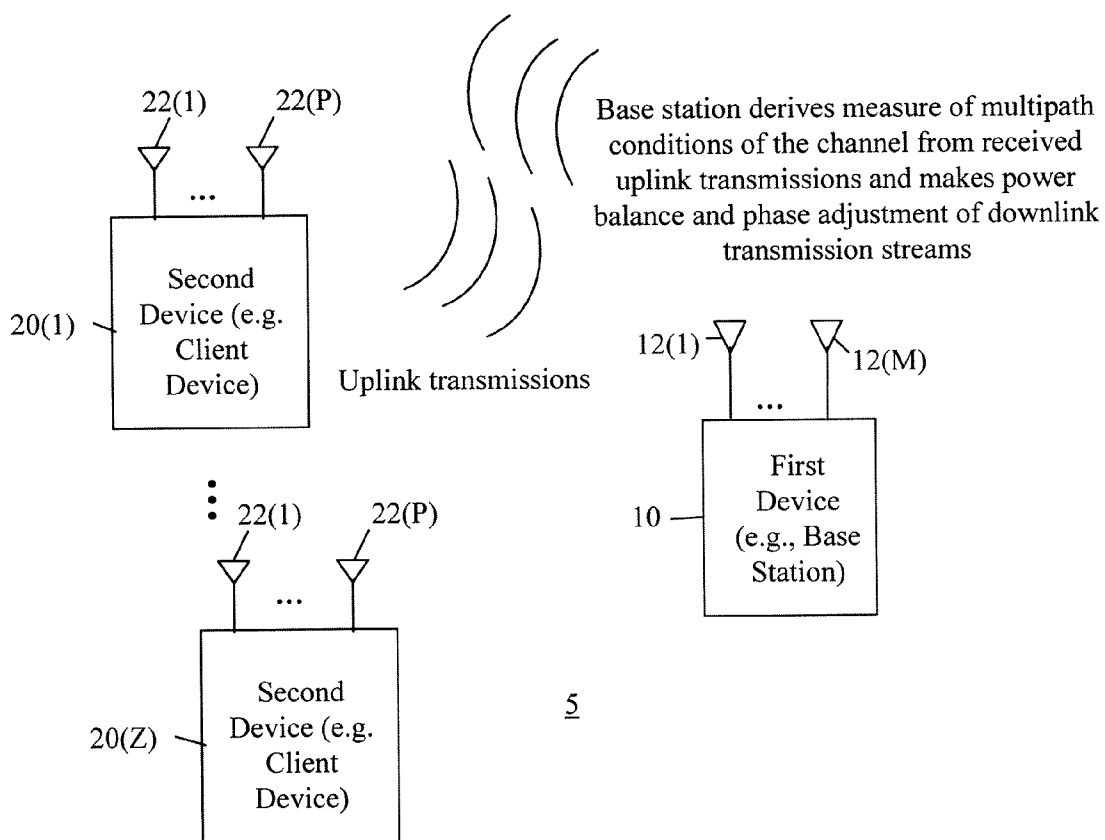 22(1)
22(P)
...
Second
Device (e.g.
Client
Device)
20(1)
Base station derives measure of multipath
conditions of the channel from received
uplink transmissions and makes power
balance and phase adjustment of downlink
transmission streams
Uplink transmissions
12(1)
12(M)
...
First
Device
(e.g., Base
Station)
10
22(1)
22(P)
...
Second
Device (e.g.
Client
Device)
20(Z)
5